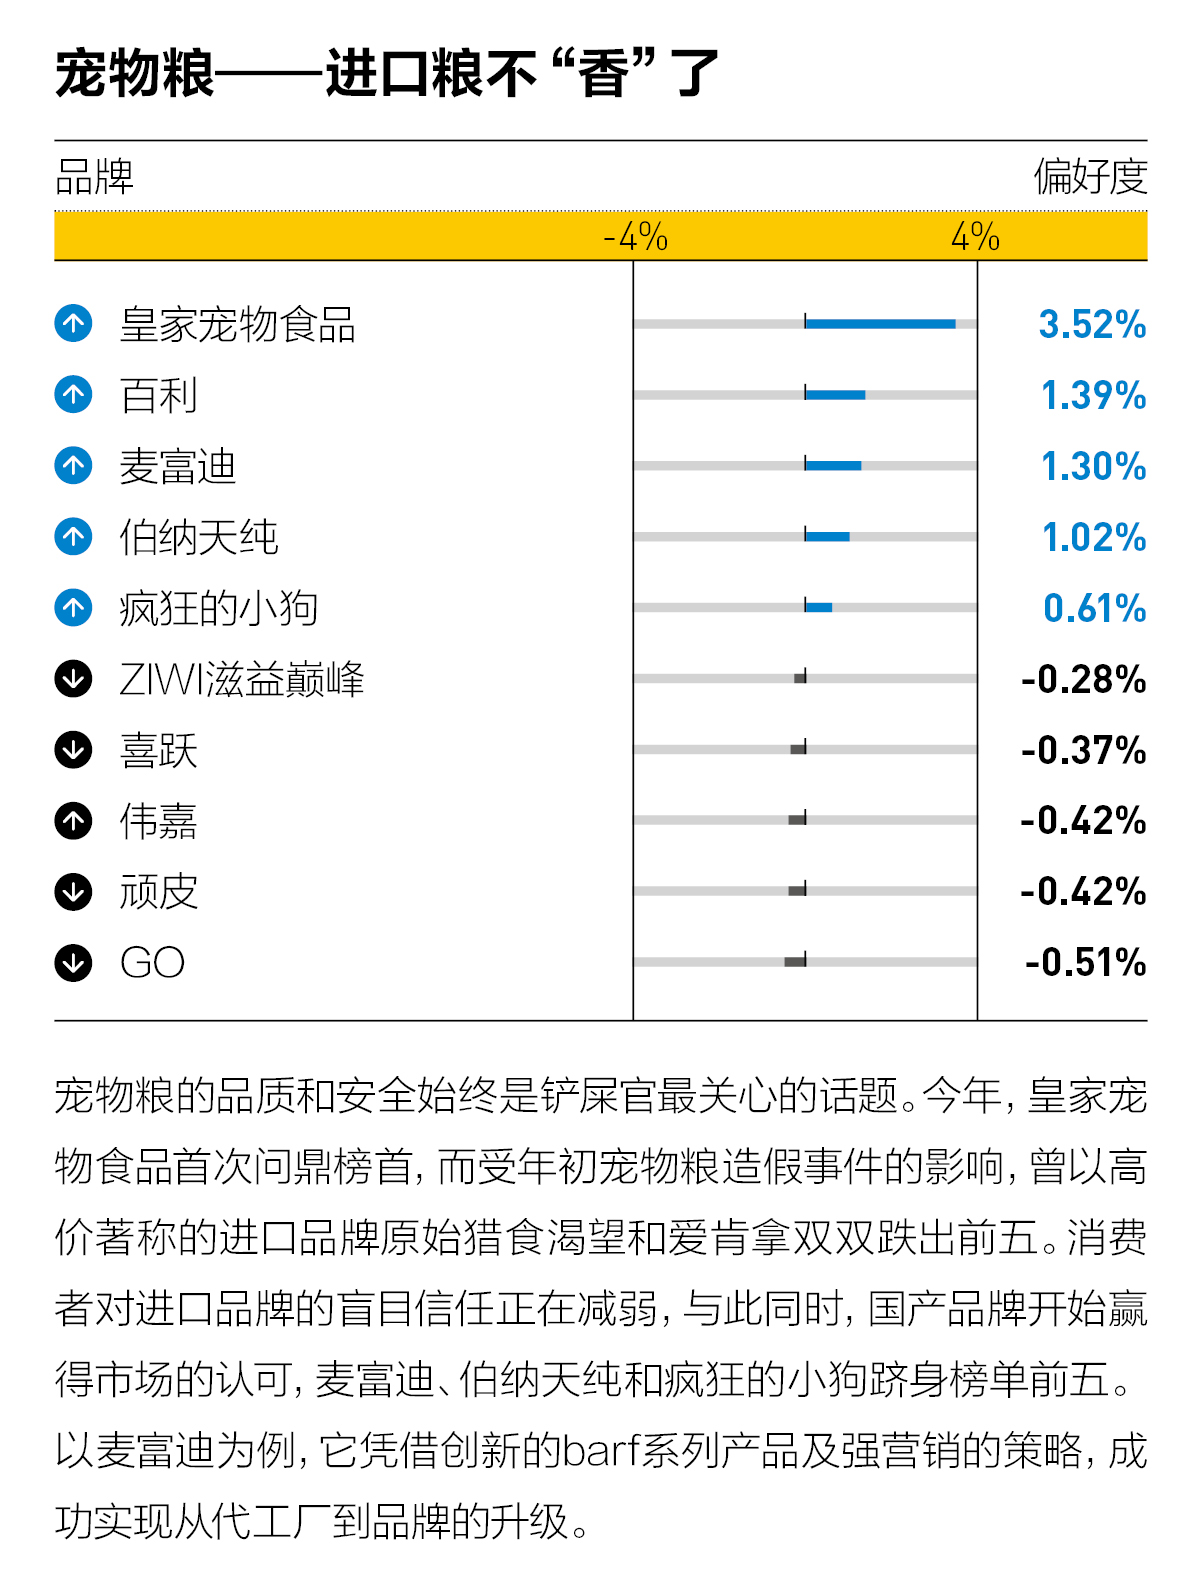 宠物粮——进口粮不“香”了
品牌 偏好度
-4% 4%
皇家宠物食品 3.52%
百利 1.39%
麦富迪 1.30%
伯纳天纯 1.02%
疯狂的小狗 0.61%
ZIWI滋益巅峰 -0.28%
喜跃 -0.37%
伟嘉 -0.42%
顽皮 -0.42%
GO -0.51%
宠物粮的品质和安全始终是铲屎官最关心的话题。今年，皇家宠
物食品首次问鼎榜首，而受年初宠物粮造假事件的影响，曾以高
价著称的进口品牌原始猎食渴望和爱肯拿双双跌出前五。消费
者对进口品牌的盲目信任正在减弱，与此同时，国产品牌开始赢
得市场的认可，麦富迪、伯纳天纯和疯狂的小狗跻身榜单前五。
以麦富迪为例，它凭借创新的barf系列产品及强营销的策略，成
功实现从代工厂到品牌的升级。